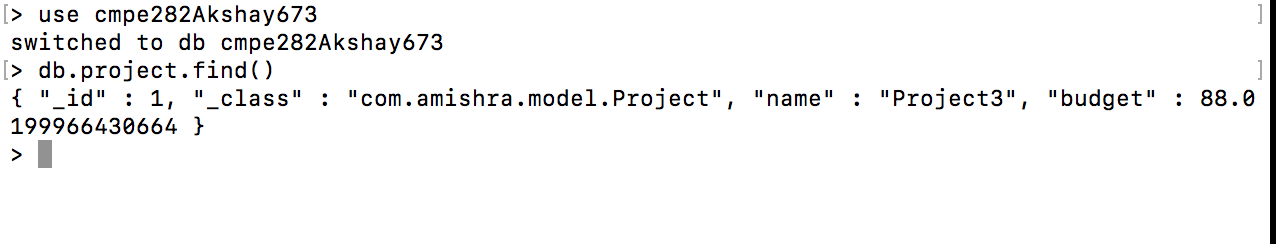 [> use cmpe282Akshay673 ]
switched to db cmpe282Akshay673
[> db.project.find() ]
{ "_id" : 1, "_class" : "com.amishra.model.Project", "name" : "Project3", "budget" : 88.0
199966430664 }
>